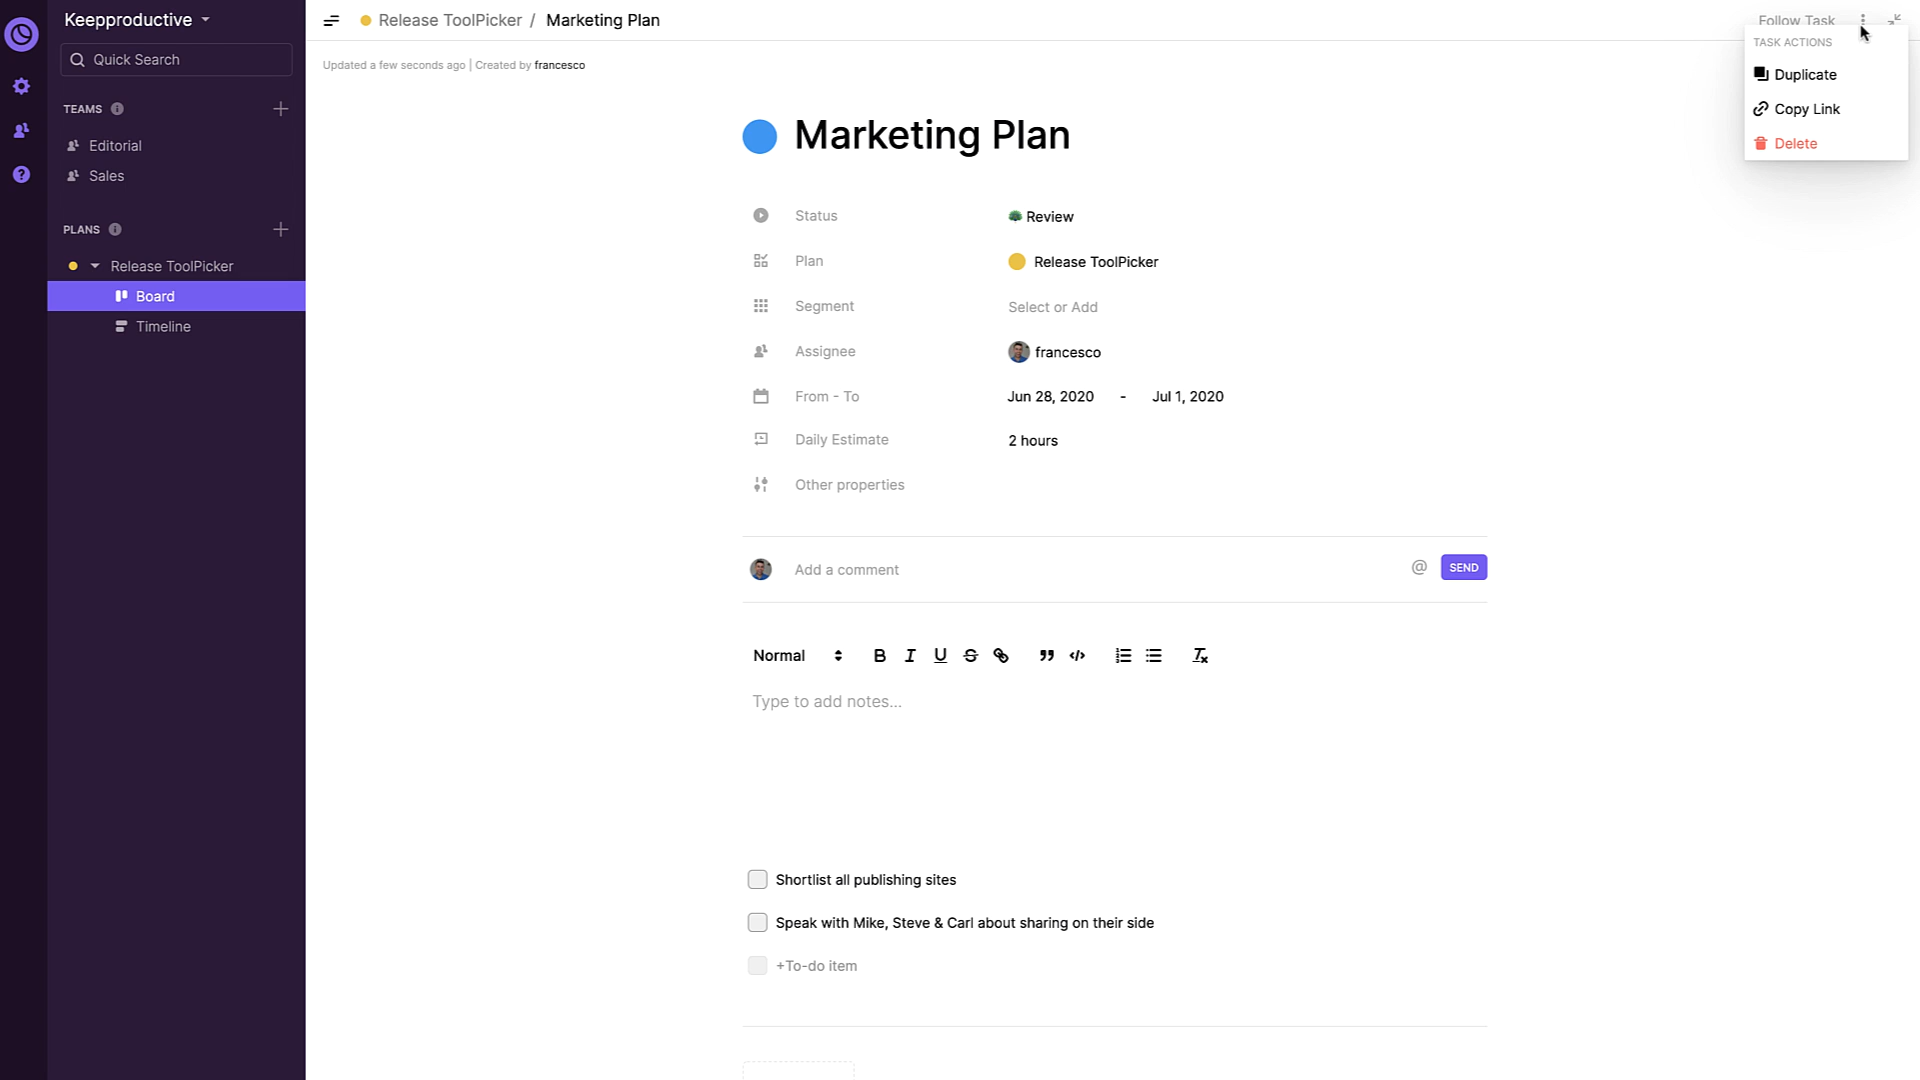 Keepproductive
Quick Search
TEAMS
Editorial
Sales
PLANS
Release ToolPicker
Board
Timeline
Release ToolPicker / Marketing Plan
Follow Task
TASK ACTIONS
Duplicate
Copy Link
Delete
Updated a few seconds ago | Created by francesco
Marketing Plan
Status Review
Plan Release ToolPicker
Segment Select or Add
Assignee francesco
From - To Jun 28, 2020 - Jul 1, 2020
Daily Estimate 2 hours
Other properties
Add a comment @ SEND
Normal B I U S
Type to add notes...
Shortlist all publishing sites
Speak with Mike, Steve & Carl about sharing on their side
+To-do item